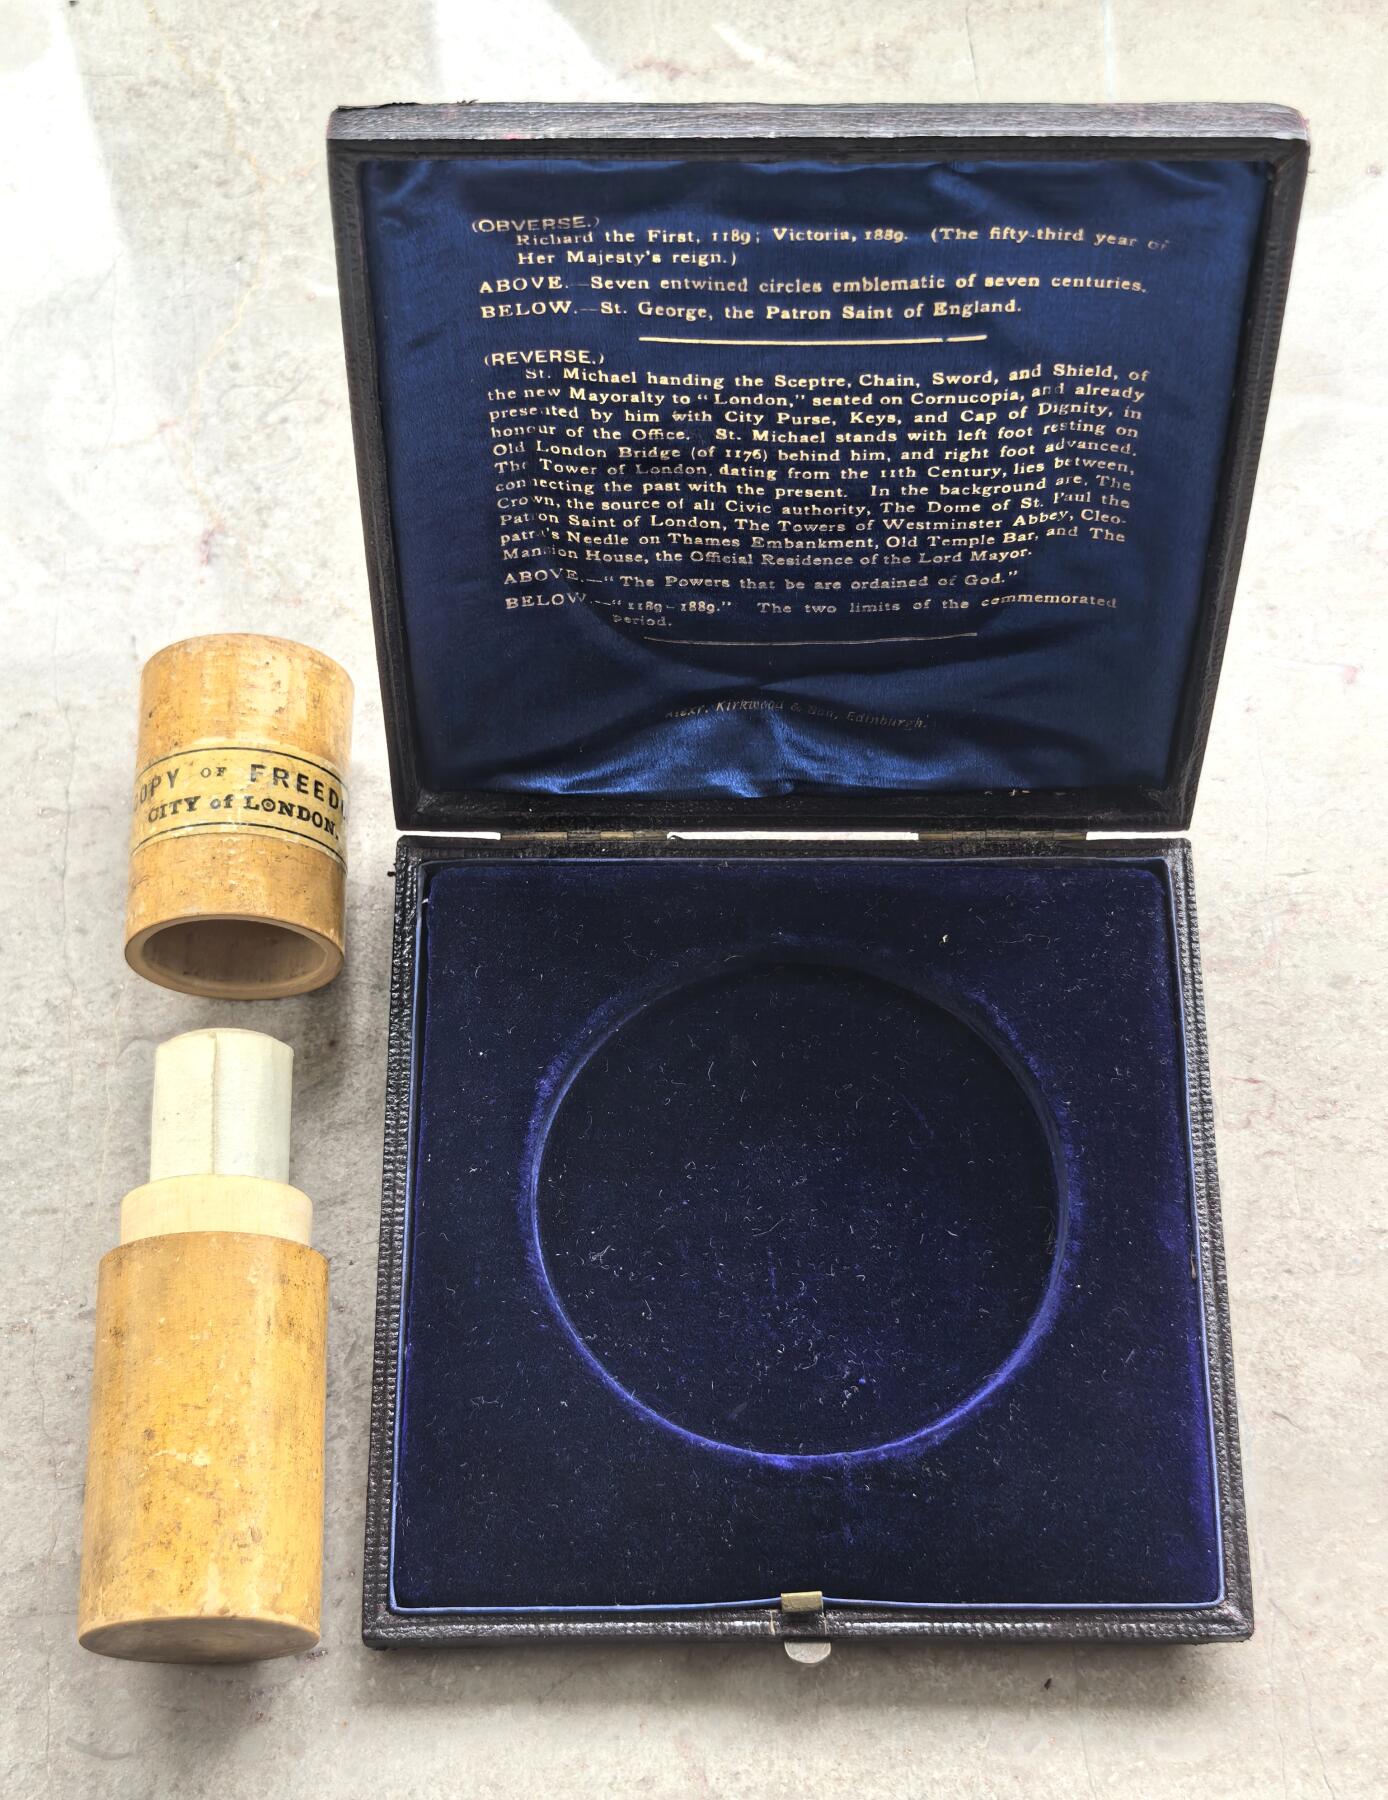 (OBVERSE.)
Richard the First, 1189; Victoria, 1889. (The fifty-third year of
Her Majesty's reign.)
ABOVE.—Seven entwined circles emblematic of seven centuries.
BELOW.—St. George, the Patron Saint of England.
(REVERSE.)
St. Michael handing the Sceptre, Chain, Sword, and Shield, of
the new Mayoralty to "London," seated on Cornucopia, and already
presented by him with City Purse, Keys, and Cap of Dignity, in
honour of the Office. St. Michael stands with left foot resting on
Old London Bridge (of 1176) behind him, and right foot advanced.
The Tower of London, dating from the 11th Century, lies between,
connecting the past with the present. In the background are, The
Crown, the source of all Civic authority, The Dome of St. Paul the
Patron Saint of London, The Towers of Westminster Abbey, Cleo-
patra's Needle on Thames Embankment, Old Temple Bar, and The
Mansion House, the Official Residence of the Lord Mayor.
ABOVE.—"The Powers that be are ordained of God."
BELOW.—"1189–1889." The two limits of the commemorated
Period.
Alexr. Kirkwood & Son, Edinburgh.
OPY OF FREED
CITY of LONDON.